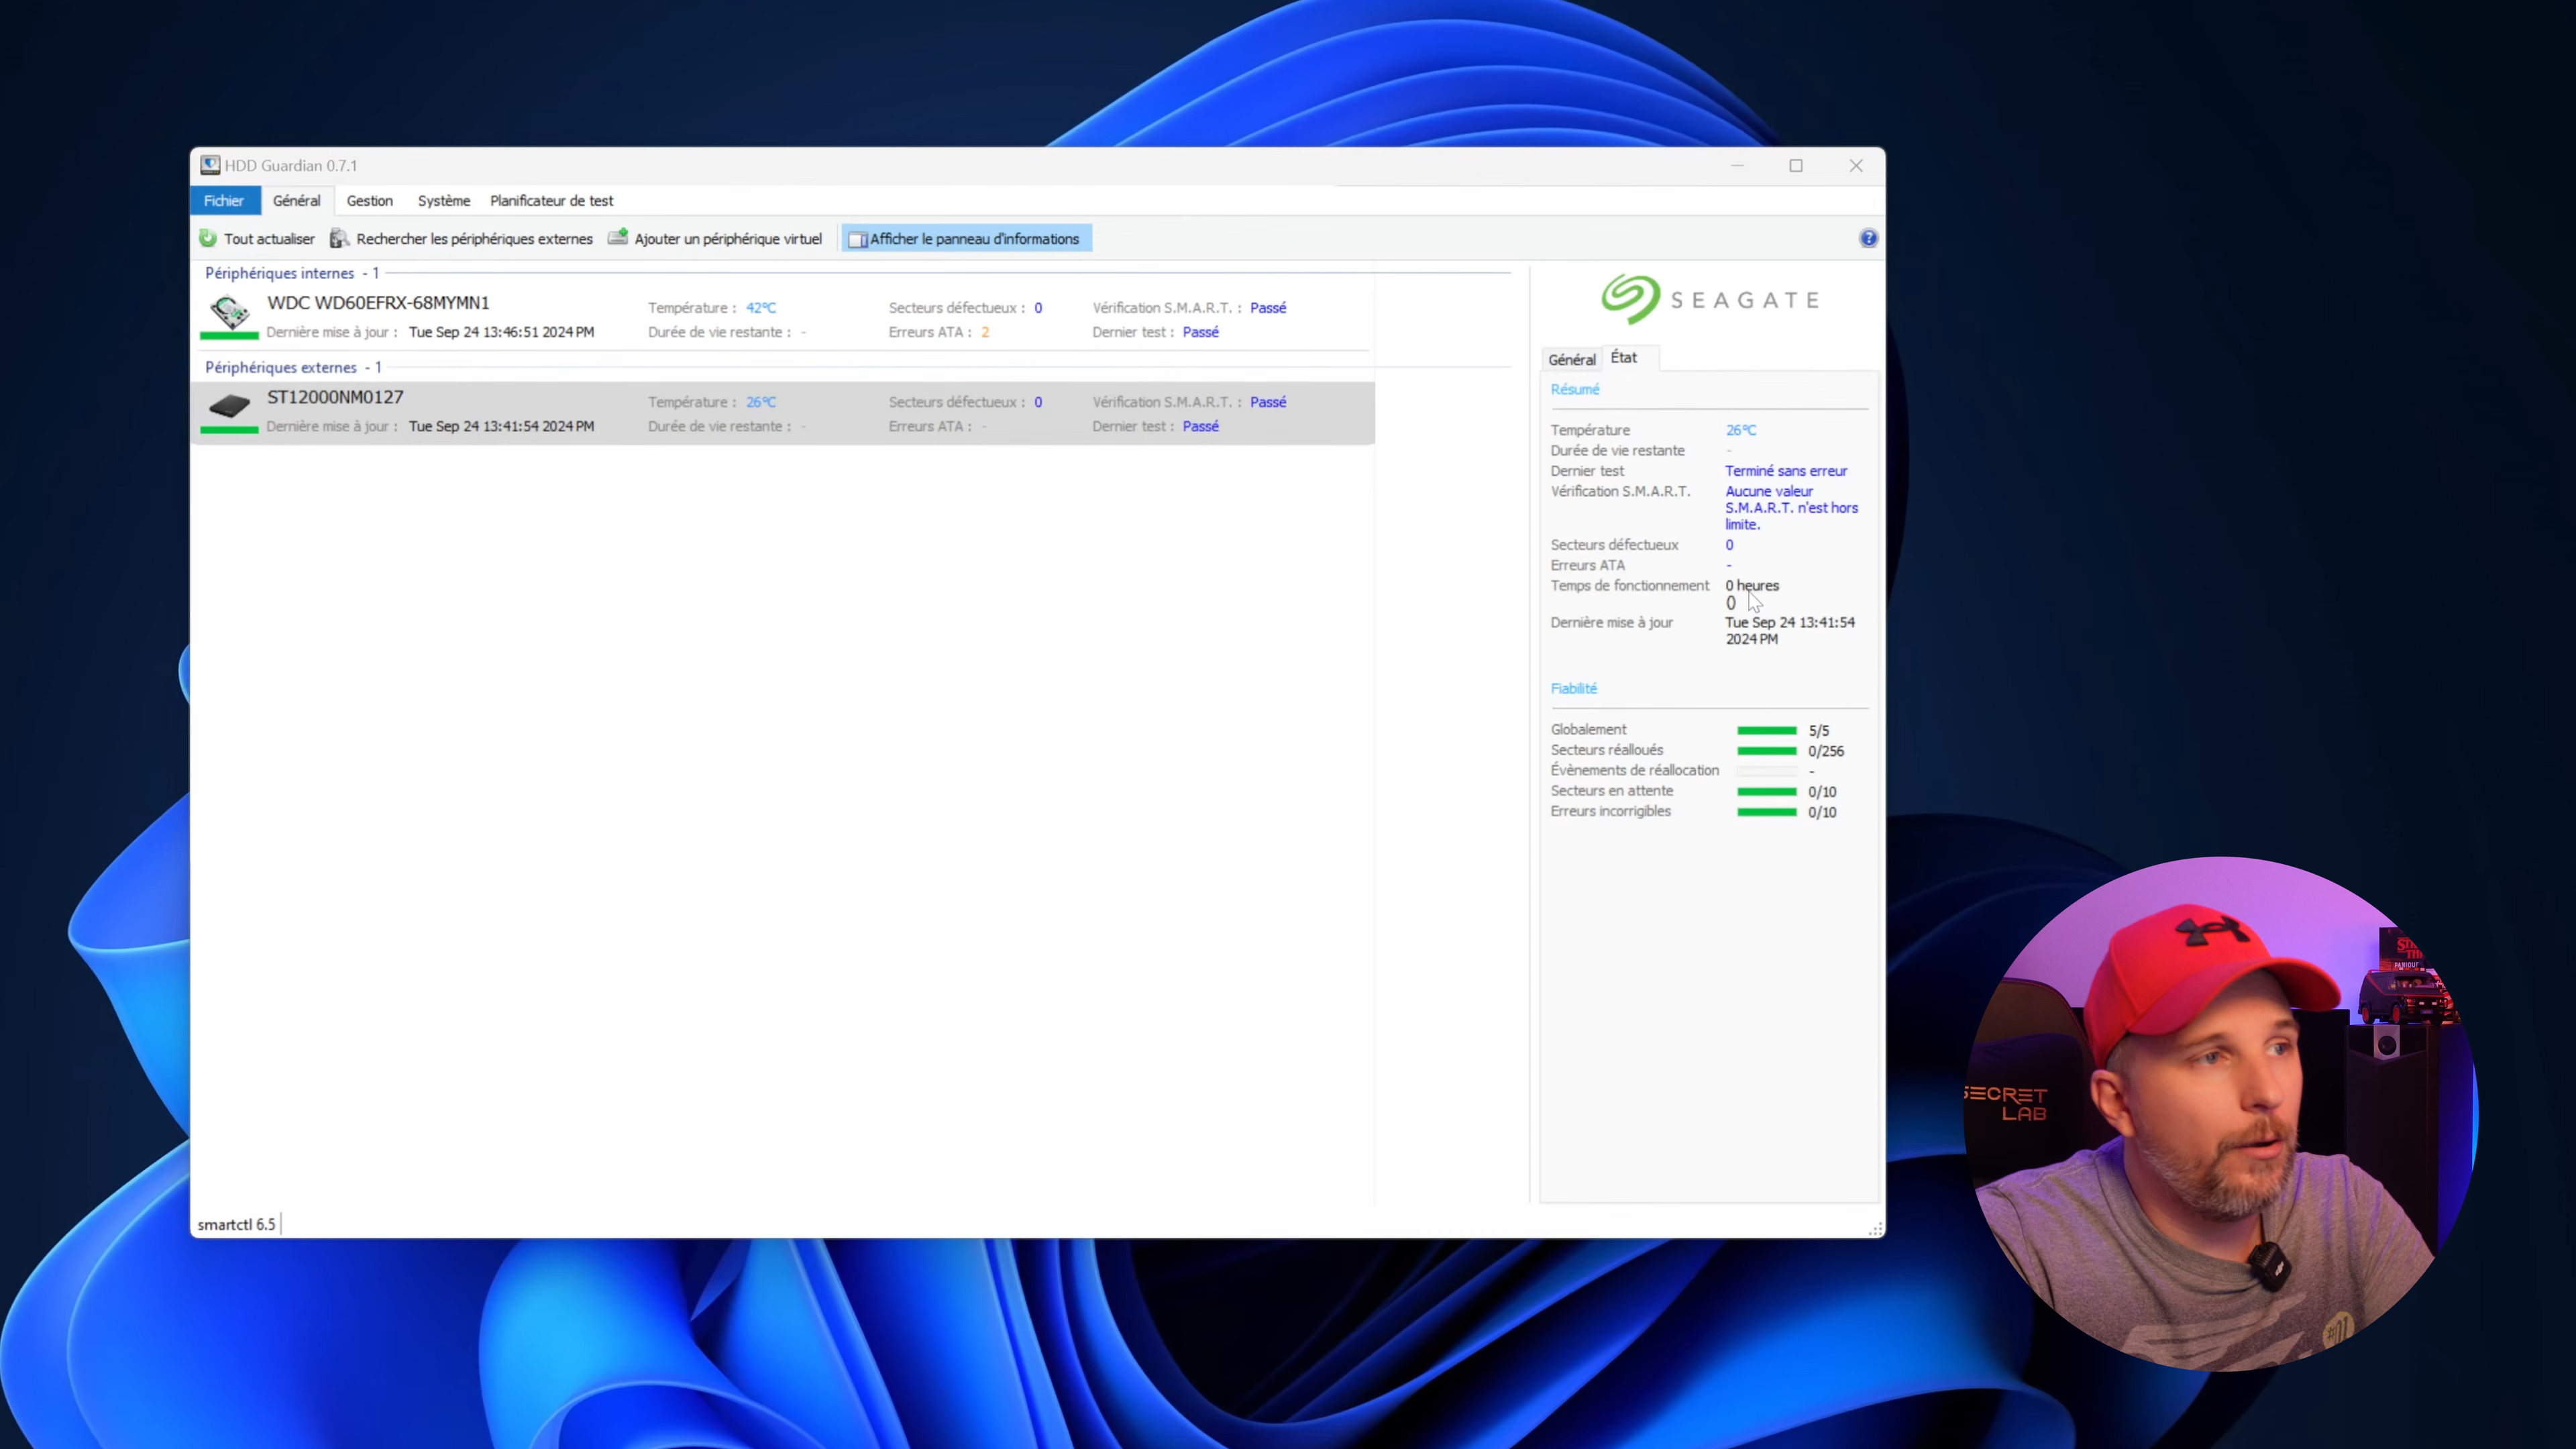 HDD Guardian 0.7.1
Fichier Général Gestion Système Planificateur de test
Tout actualiser Rechercher les périphériques externes Ajouter un périphérique virtuel Afficher le panneau d'informations
Périphériques internes - 1
WDC WD60EFRX-68MYMN1 Température : 42°C Secteurs défectueux : 0 Vérification S.M.A.R.T. : Passé
Dernière mise à jour : Tue Sep 24 13:46:51 2024 PM Durée de vie restante : - Erreurs ATA : 2 Dernier test : Passé
Périphériques externes - 1
ST12000NM0127 Température : 26°C Secteurs défectueux : 0 Vérification S.M.A.R.T. : Passé
Dernière mise à jour : Tue Sep 24 13:41:54 2024 PM Durée de vie restante : - Erreurs ATA : - Dernier test : Passé
SEAGATE
Général État
Résumé
Température 26°C
Durée de vie restante -
Dernier test Terminé sans erreur
Vérification S.M.A.R.T. Aucune valeur
S.M.A.R.T. n'est hors
limite.
Secteurs défectueux 0
Erreurs ATA -
Temps de fonctionnement 0 heures
0
Dernière mise à jour Tue Sep 24 13:41:54
2024 PM
Fiabilité
Globalement 5/5
Secteurs réalloués 0/256
Évènements de réallocation -
Secteurs en attente 0/10
Erreurs incorrigibles 0/10
smartctl 6.5
SECRET
LAB